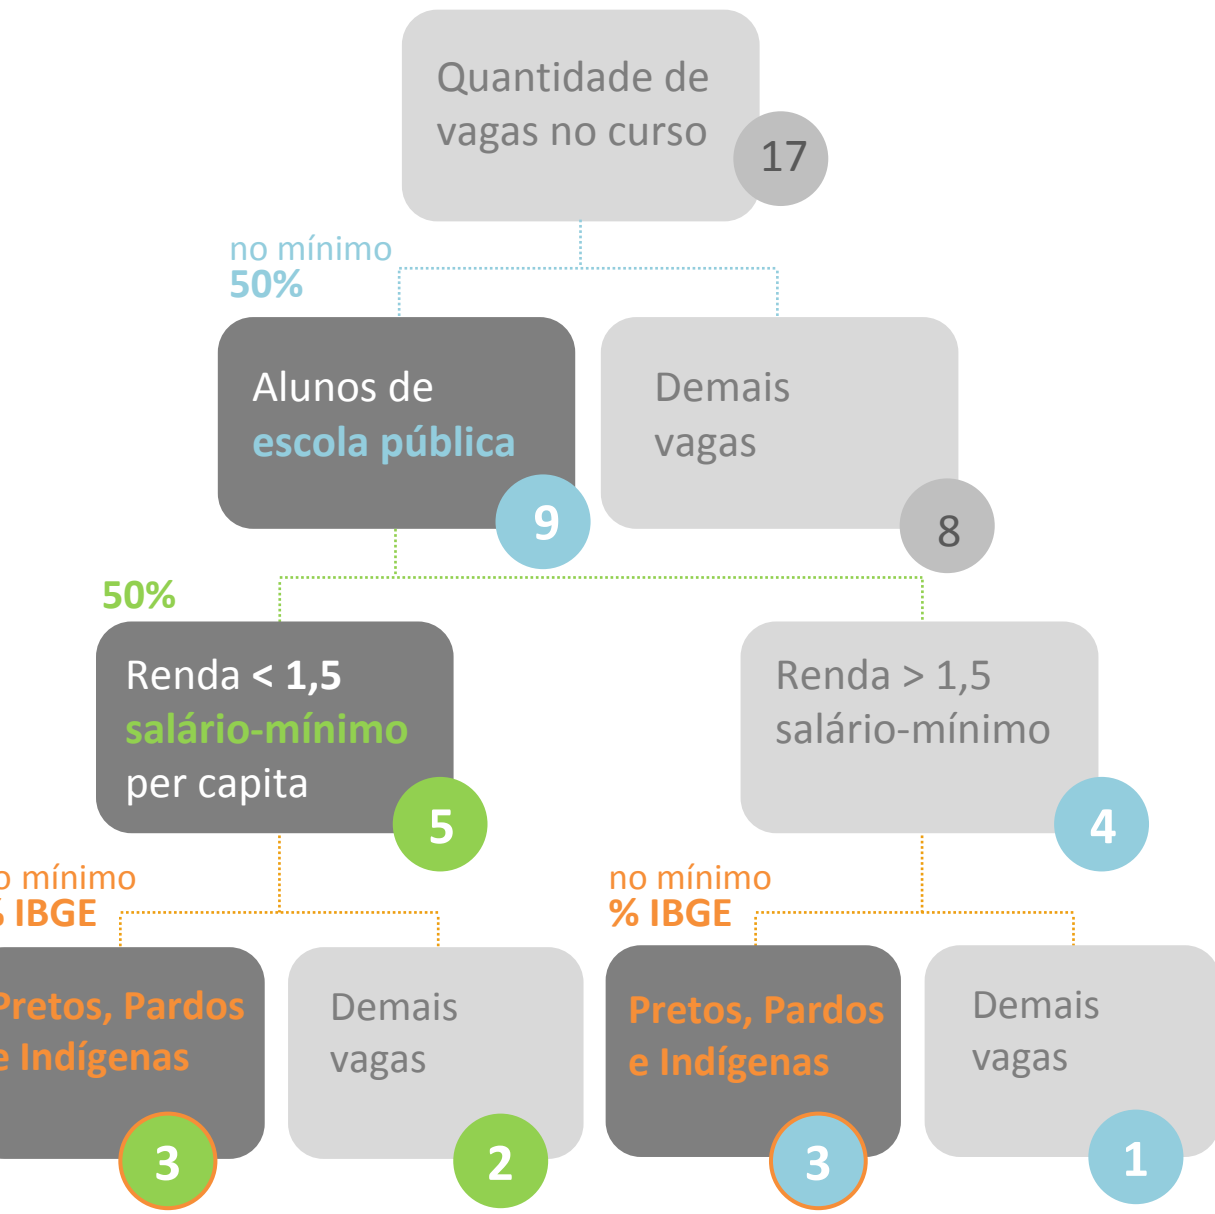 Quantidade de
vagas no curso
17
no mínimo
50%
Alunos de
escola pública
9
Demais
vagas
8
50%
Renda < 1,5
salário-mínimo
per capita
5
Renda > 1,5
salário-mínimo
4
o mínimo
% IBGE
no mínimo
% IBGE
Pretos, Pardos
e Indígenas
3
Demais
vagas
2
Pretos, Pardos
e Indígenas
3
Demais
vagas
1